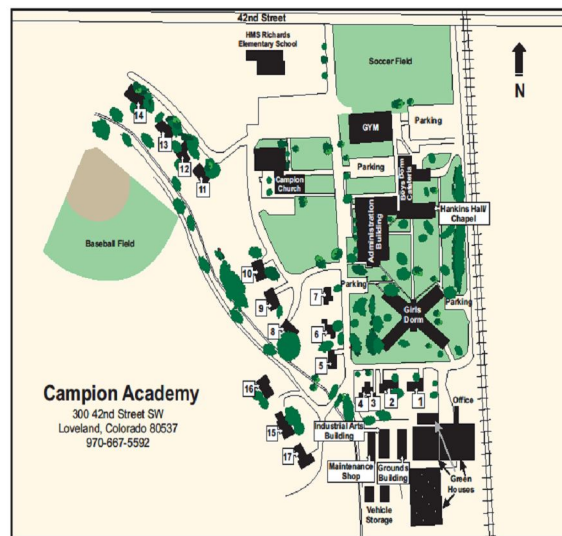 42nd Street
HMS Richards
Elementary School
Soccer Field
N
GYM
Parking
14
13
12
11
Campion
Church
Parking
Boys Dorm
Cafeteria
Hankins Hall/
Chapel
Administration
Building
Baseball Field
10
9
8
7
6
5
Parking
Parking
Girls
Dorm
Campion Academy
300 42nd Street SW
Loveland, Colorado 80537
970-667-5592
16
15
17
4
3
2
1
Office
Industrial Arts
Building
Maintenance
Shop
Grounds
Building
Green
Houses
Vehicle
Storage